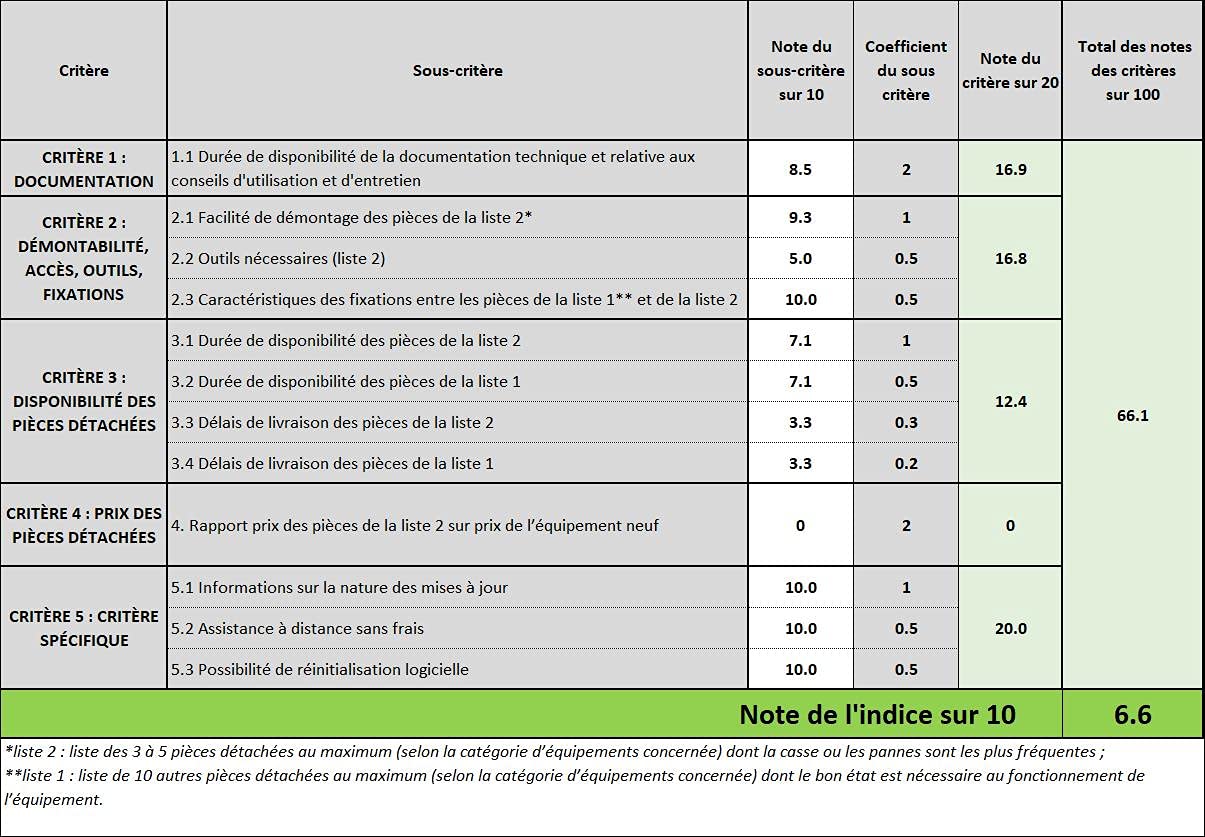 Critère
Sous-critère
Note du
sous-critère
sur 10
Coefficient
du sous
critère
Note du
critère sur 20
Total des notes
des critères
sur 100
CRITÈRE 1 :
DOCUMENTATION
1.1 Durée de disponibilité de la documentation technique et relative aux
conseils d'utilisation et d'entretien
8.5
2
16.9
CRITÈRE 2 :
DÉMONTABILITÉ,
ACCÈS, OUTILS,
FIXATIONS
2.1 Facilité de démontage des pièces de la liste 2*
9.3
1
2.2 Outils nécessaires (liste 2)
5.0
0.5
2.3 Caractéristiques des fixations entre les pièces de la liste 1** et de la liste 2
10.0
0.5
16.8
CRITÈRE 3 :
DISPONIBILITÉ DES
PIÈCES DÉTACHÉES
3.1 Durée de disponibilité des pièces de la liste 2
7.1
1
3.2 Durée de disponibilité des pièces de la liste 1
7.1
0.5
3.3 Délais de livraison des pièces de la liste 2
3.3
0.3
3.4 Délais de livraison des pièces de la liste 1
3.3
0.2
12.4
CRITÈRE 4 : PRIX DES
PIÈCES DÉTACHÉES
4. Rapport prix des pièces de la liste 2 sur prix de l’équipement neuf
0
2
0
CRITÈRE 5 : CRITÈRE
SPÉCIFIQUE
5.1 Informations sur la nature des mises à jour
10.0
1
5.2 Assistance à distance sans frais
10.0
0.5
5.3 Possibilité de réinitialisation logicielle
10.0
0.5
20.0
66.1
Note de l'indice sur 10
6.6
*liste 2 : liste des 3 à 5 pièces détachées au maximum (selon la catégorie d’équipements concernée) dont la casse ou les pannes sont les plus fréquentes ;
**liste 1 : liste de 10 autres pièces détachées au maximum (selon la catégorie d’équipements concernée) dont le bon état est nécessaire au fonctionnement de
l’équipement.